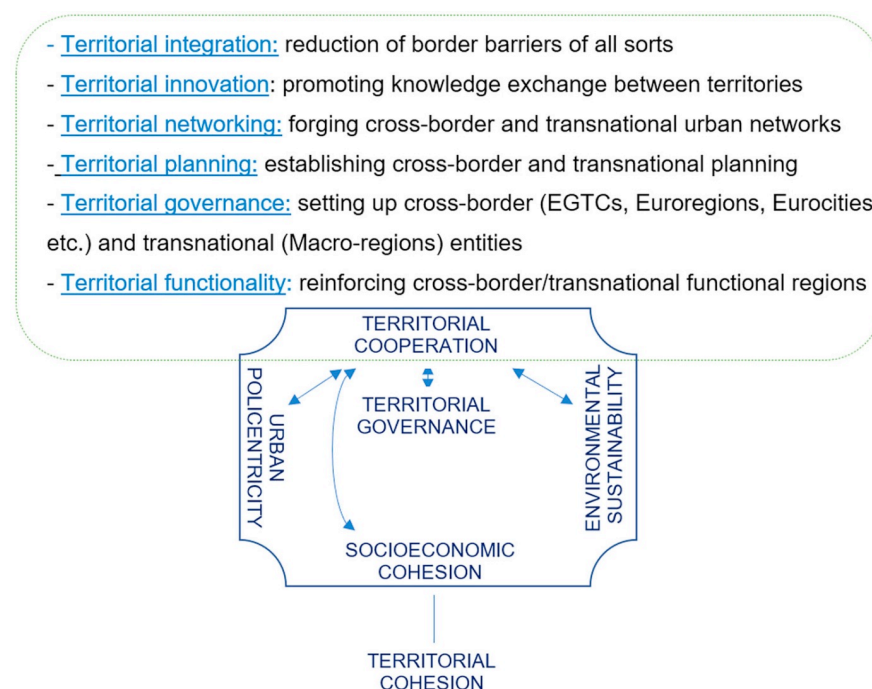 - Territorial integration: reduction of border barriers of all sorts
- Territorial innovation: promoting knowledge exchange between territories
- Territorial networking: forging cross-border and transnational urban networks
- Territorial planning: establishing cross-border and transnational planning
- Territorial governance: setting up cross-border (EGTCs, Euroregions, Eurocities
etc.) and transnational (Macro-regions) entities
- Territorial functionality: reinforcing cross-border/transnational functional regions
TERRITORIAL
COOPERATION
URBAN
POLICENTRICITY
TERRITORIAL
GOVERNANCE
ENVIRONMENTAL
SUSTAINABILITY
SOCIOECONOMIC
COHESION
TERRITORIAL
COHESION